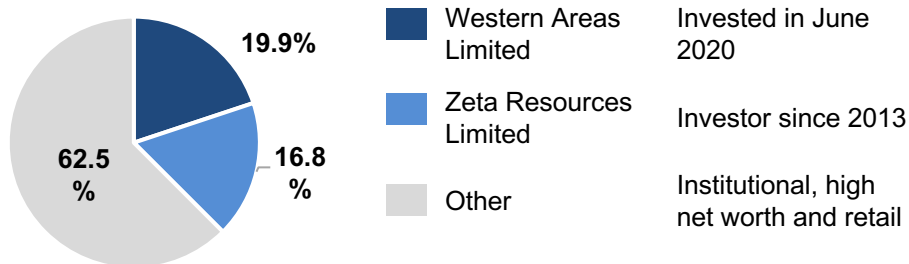 19.9%
16.8
%
62.5
%
Western Areas
Limited
Invested in June
2020
Zeta Resources
Limited
Investor since 2013
Other
Institutional, high
net worth and retail